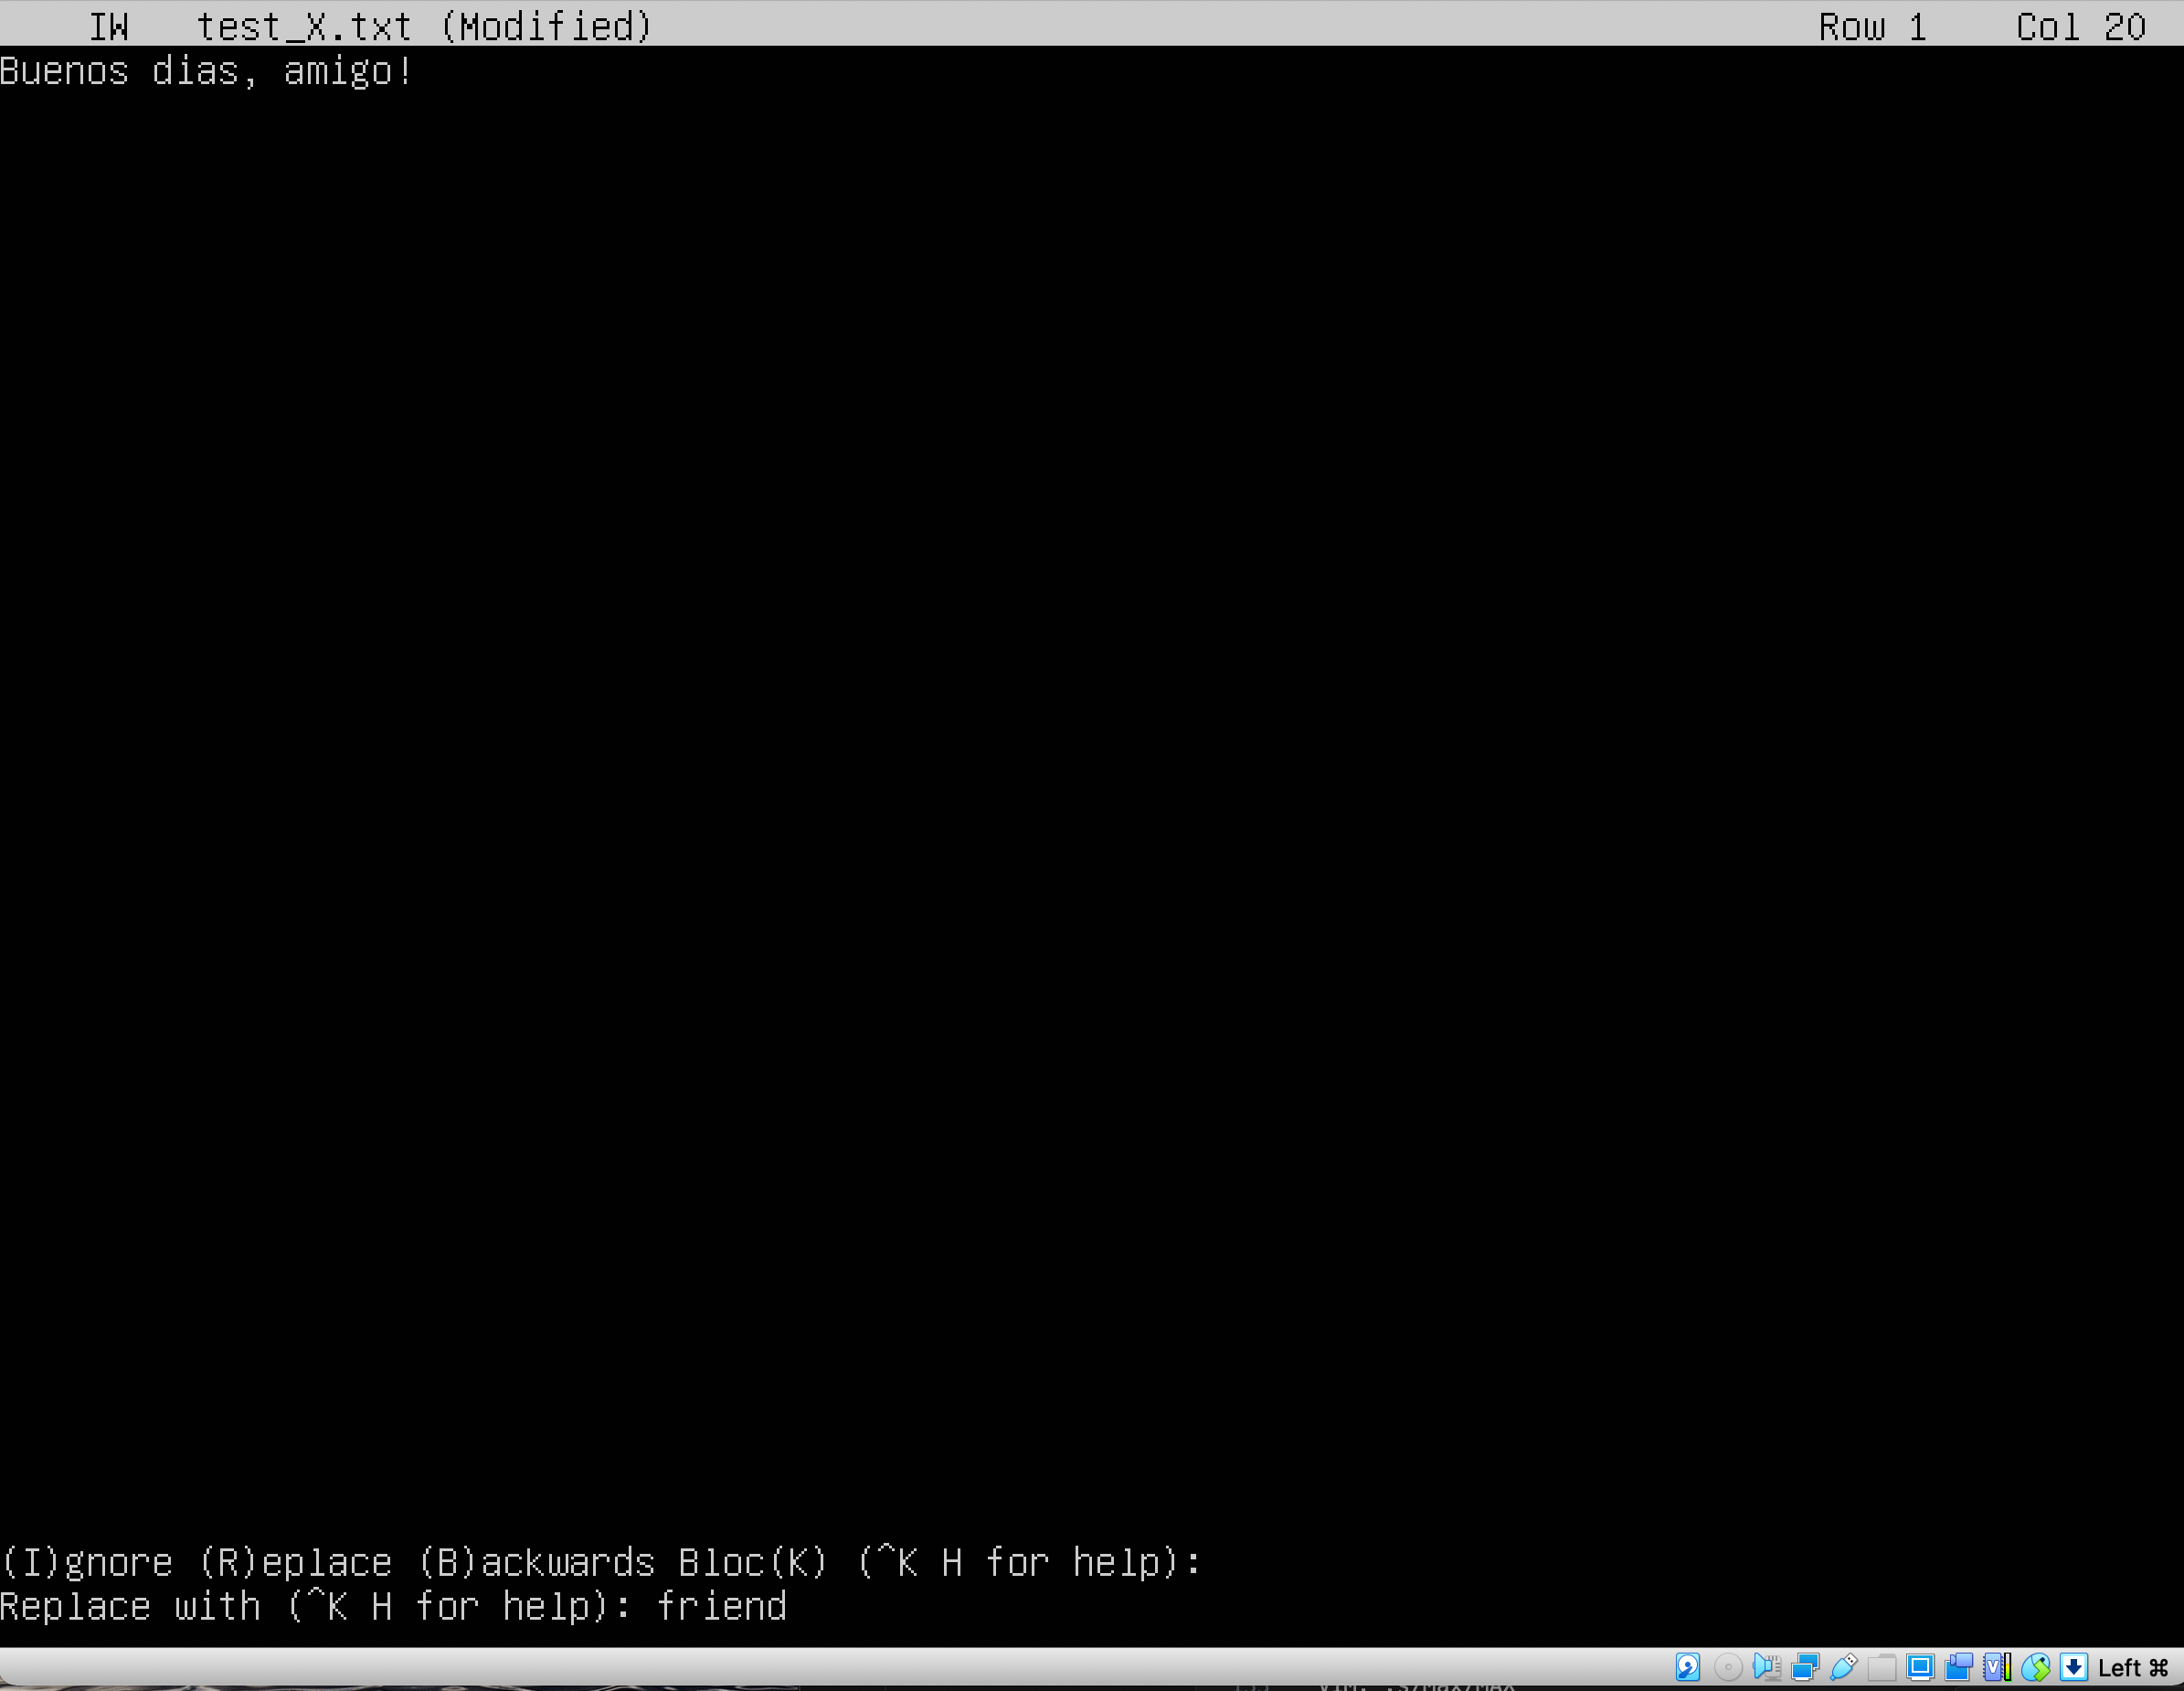 IW test_X.txt (Modified) Row 1 Col 20
Buenos dias, amigo!
(I)gnore (R)eplace (B)ackwards Bloc(K) (^K H for help):
Replace with (^K H for help): friend
Left ⌘